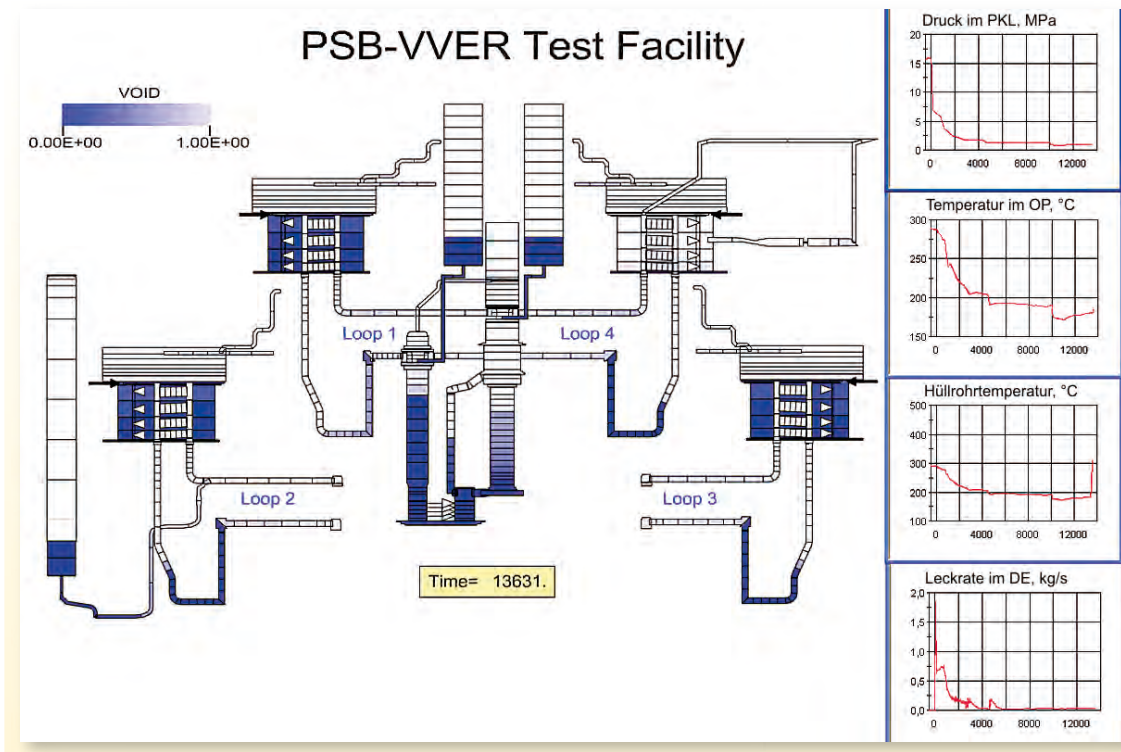 PSB-VVER Test Facility
VOID
0.00E+00 1.00E+00
Loop 1
Loop 4
Loop 2
Loop 3
Time= 13631.
Druck im PKL, MPa
20
15
10
5
0
0 4000 8000 12000
Temperatur im OP, °C
300
250
200
150
0 4000 8000 12000
Hüllrohrtemperatur, °C
500
400
300
200
100
0 4000 8000 12000
Leckrate im DE, kg/s
2,0
1,5
1,0
0,5
0,0
0 4000 8000 12000